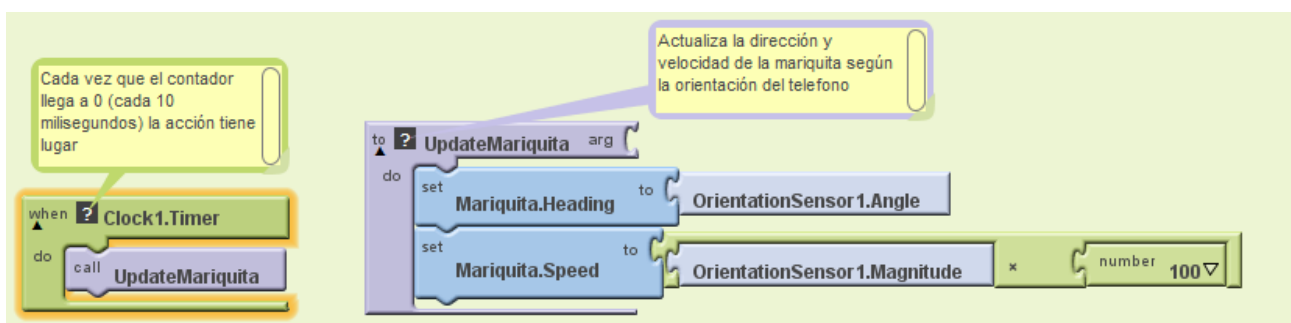 Cada vez que el contador
llega a 0 (cada 10
milisegundos) la acción tiene
lugar
when ? Clock1.Timer
do call UpdateMariquita
Actualiza la dirección y
velocidad de la mariquita según
la orientación del telefono
to ? UpdateMariquita arg
do set Mariquita.Heading to OrientationSensor1.Angle
set Mariquita.Speed to OrientationSensor1.Magnitude × number 100